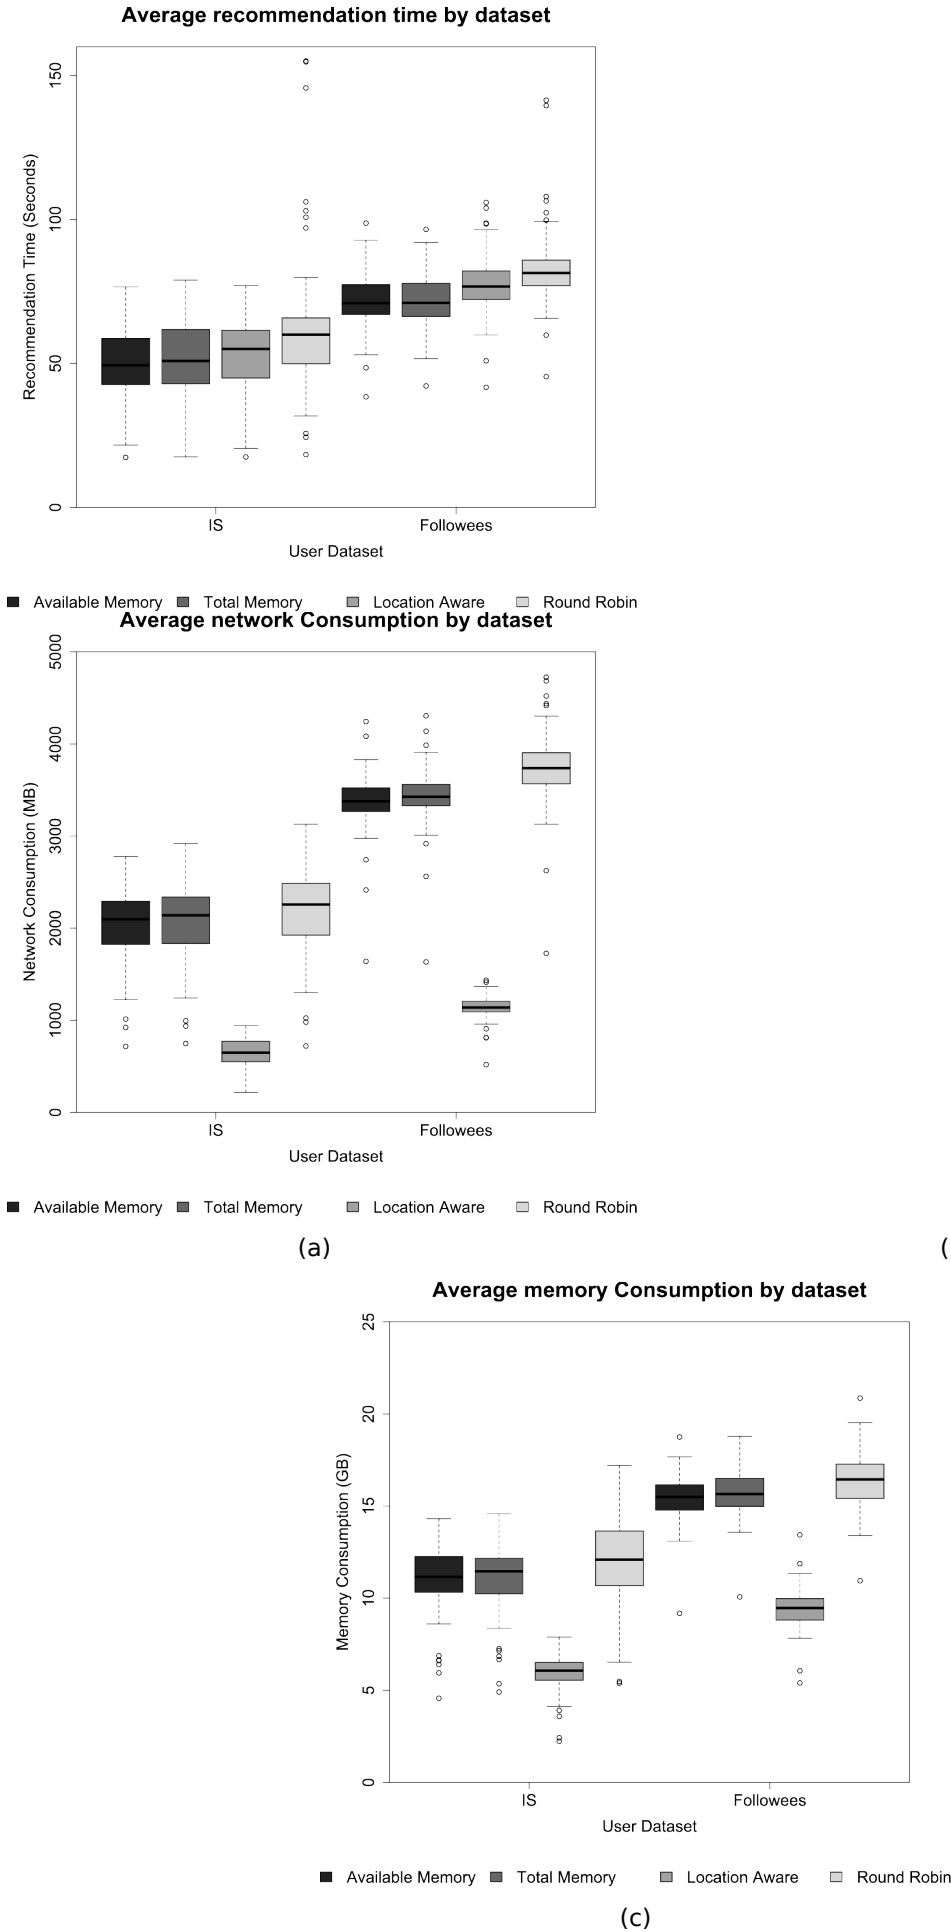 Average recommendation time by dataset
150
100
50
0
Recommendation Time (Seconds)
IS Followees
User Dataset
Available Memory Total Memory Location Aware Round Robin
Average network Consumption by dataset
5000
4000
3000
2000
1000
0
Network Consumption (MB)
IS Followees
User Dataset
Available Memory Total Memory Location Aware Round Robin
(a) (
Average memory Consumption by dataset
25
20
15
10
5
0
Memory Consumption (GB)
IS Followees
User Dataset
Available Memory Total Memory Location Aware Round Robin
(c)